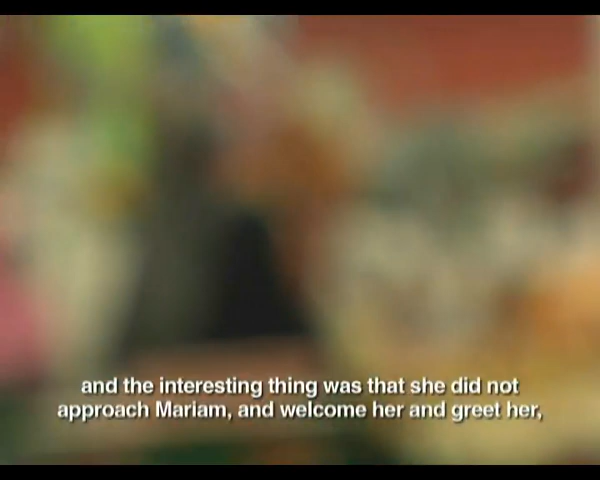 and the interesting thing was that she did not
approach Mariam, and welcome her and greet her,